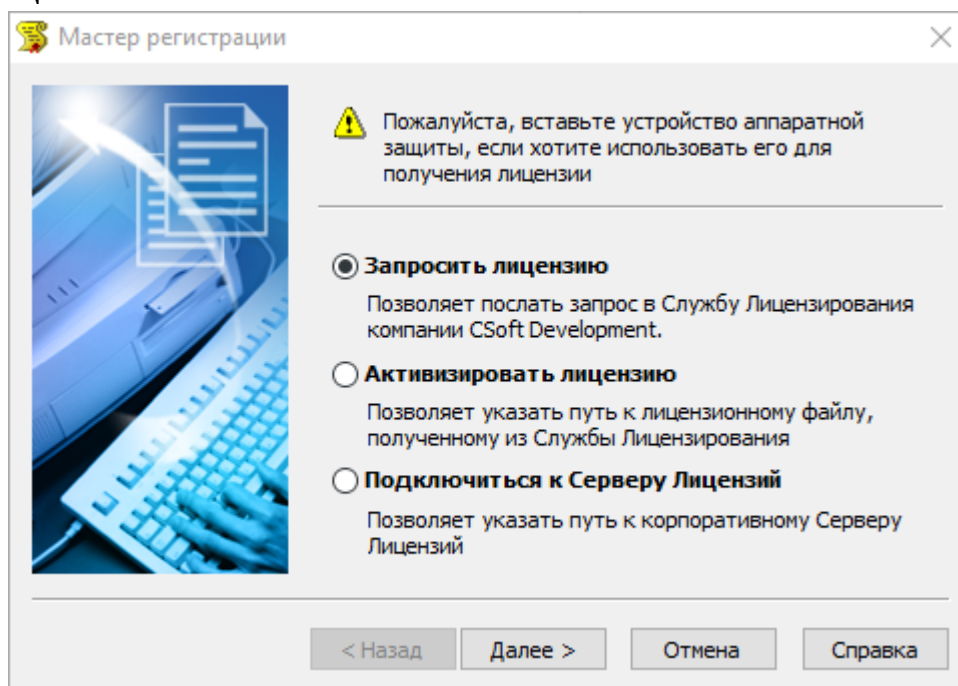 Мастер регистрации
Пожалуйста, вставьте устройство аппаратной
защиты, если хотите использовать его для
получения лицензии
Запросить лицензию
Позволяет послать запрос в Службу Лицензирования
компании CSoft Development.
Активизировать лицензию
Позволяет указать путь к лицензионному файлу,
полученному из Службы Лицензирования
Подключиться к Серверу Лицензий
Позволяет указать путь к корпоративному Серверу
Лицензий
< Назад Далее > Отмена Справка